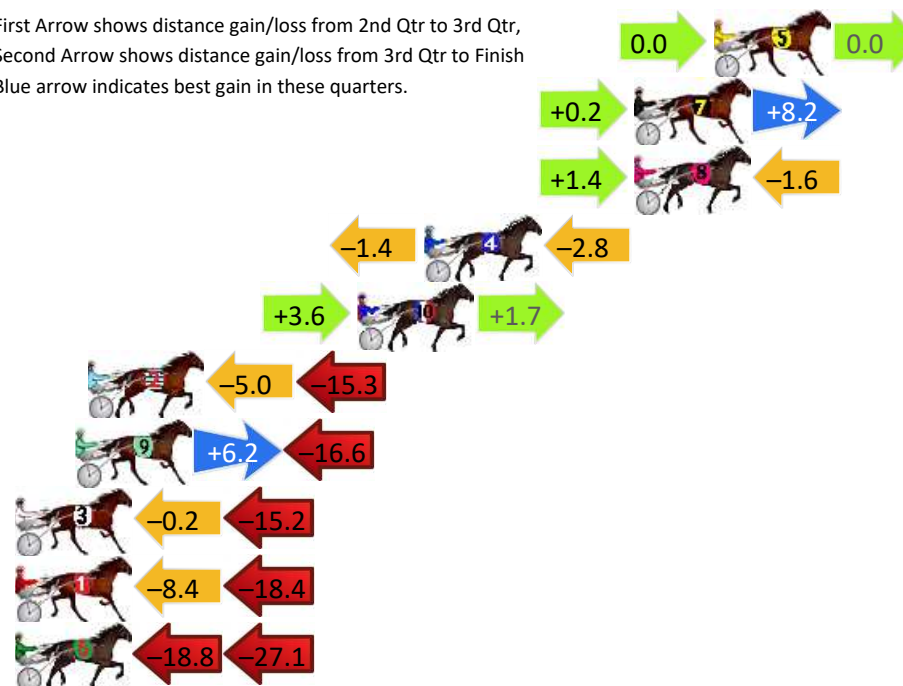 First Arrow shows distance gain/loss from 2nd Qtr to 3rd Qtr,
Second Arrow shows distance gain/loss from 3rd Qtr to Finish
Blue arrow indicates best gain in these quarters.
0.0 5 0.0
+0.2 7 +8.2
+1.4 8 –1.6
–1.4 4 –2.8
+3.6 10 +1.7
2 –5.0 –15.3
9 +6.2 –16.6
3 –0.2 –15.2
1 –8.4 –18.4
6 –18.8 –27.1